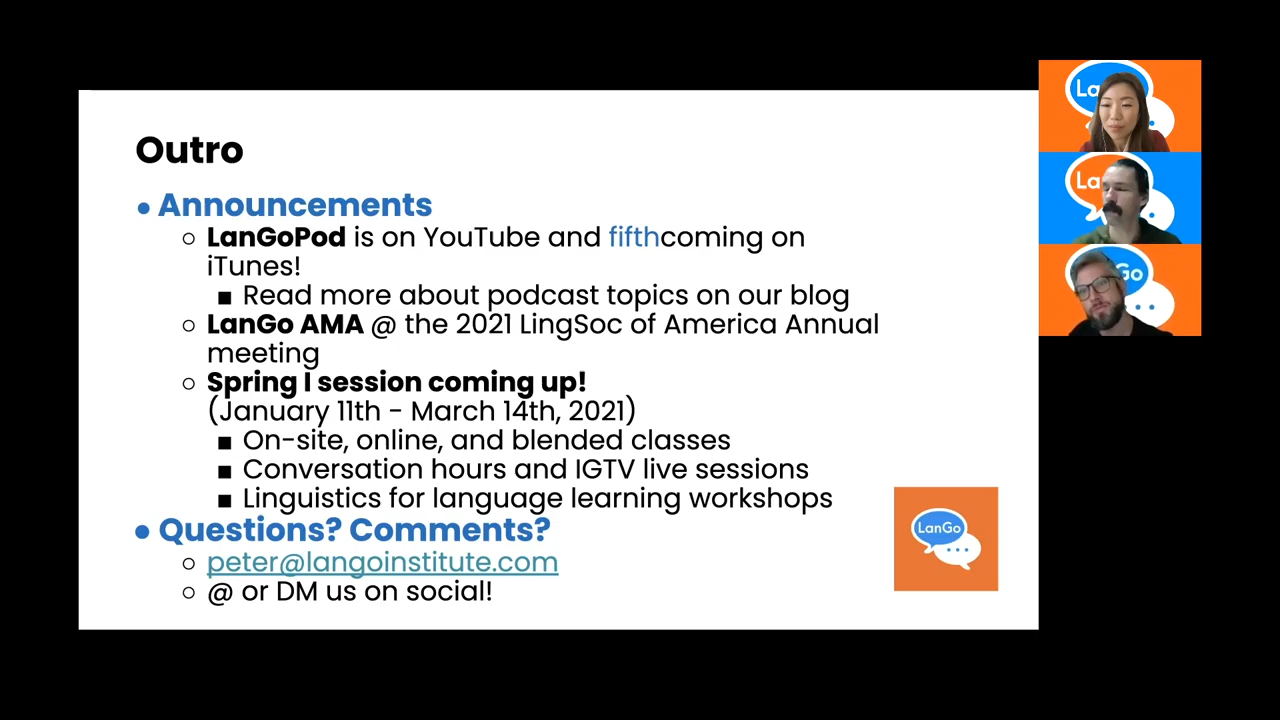 Outro
• Announcements
○ LanGoPod is on YouTube and fifthcoming on
iTunes!
■ Read more about podcast topics on our blog
○ LanGo AMA @ the 2021 LingSoc of America Annual
meeting
○ Spring I session coming up!
(January 11th - March 14th, 2021)
■ On-site, online, and blended classes
■ Conversation hours and IGTV live sessions
■ Linguistics for language learning workshops
• Questions? Comments?
○ peter@langoinstitute.com
○ @ or DM us on social!
LanGo
La
La
Go